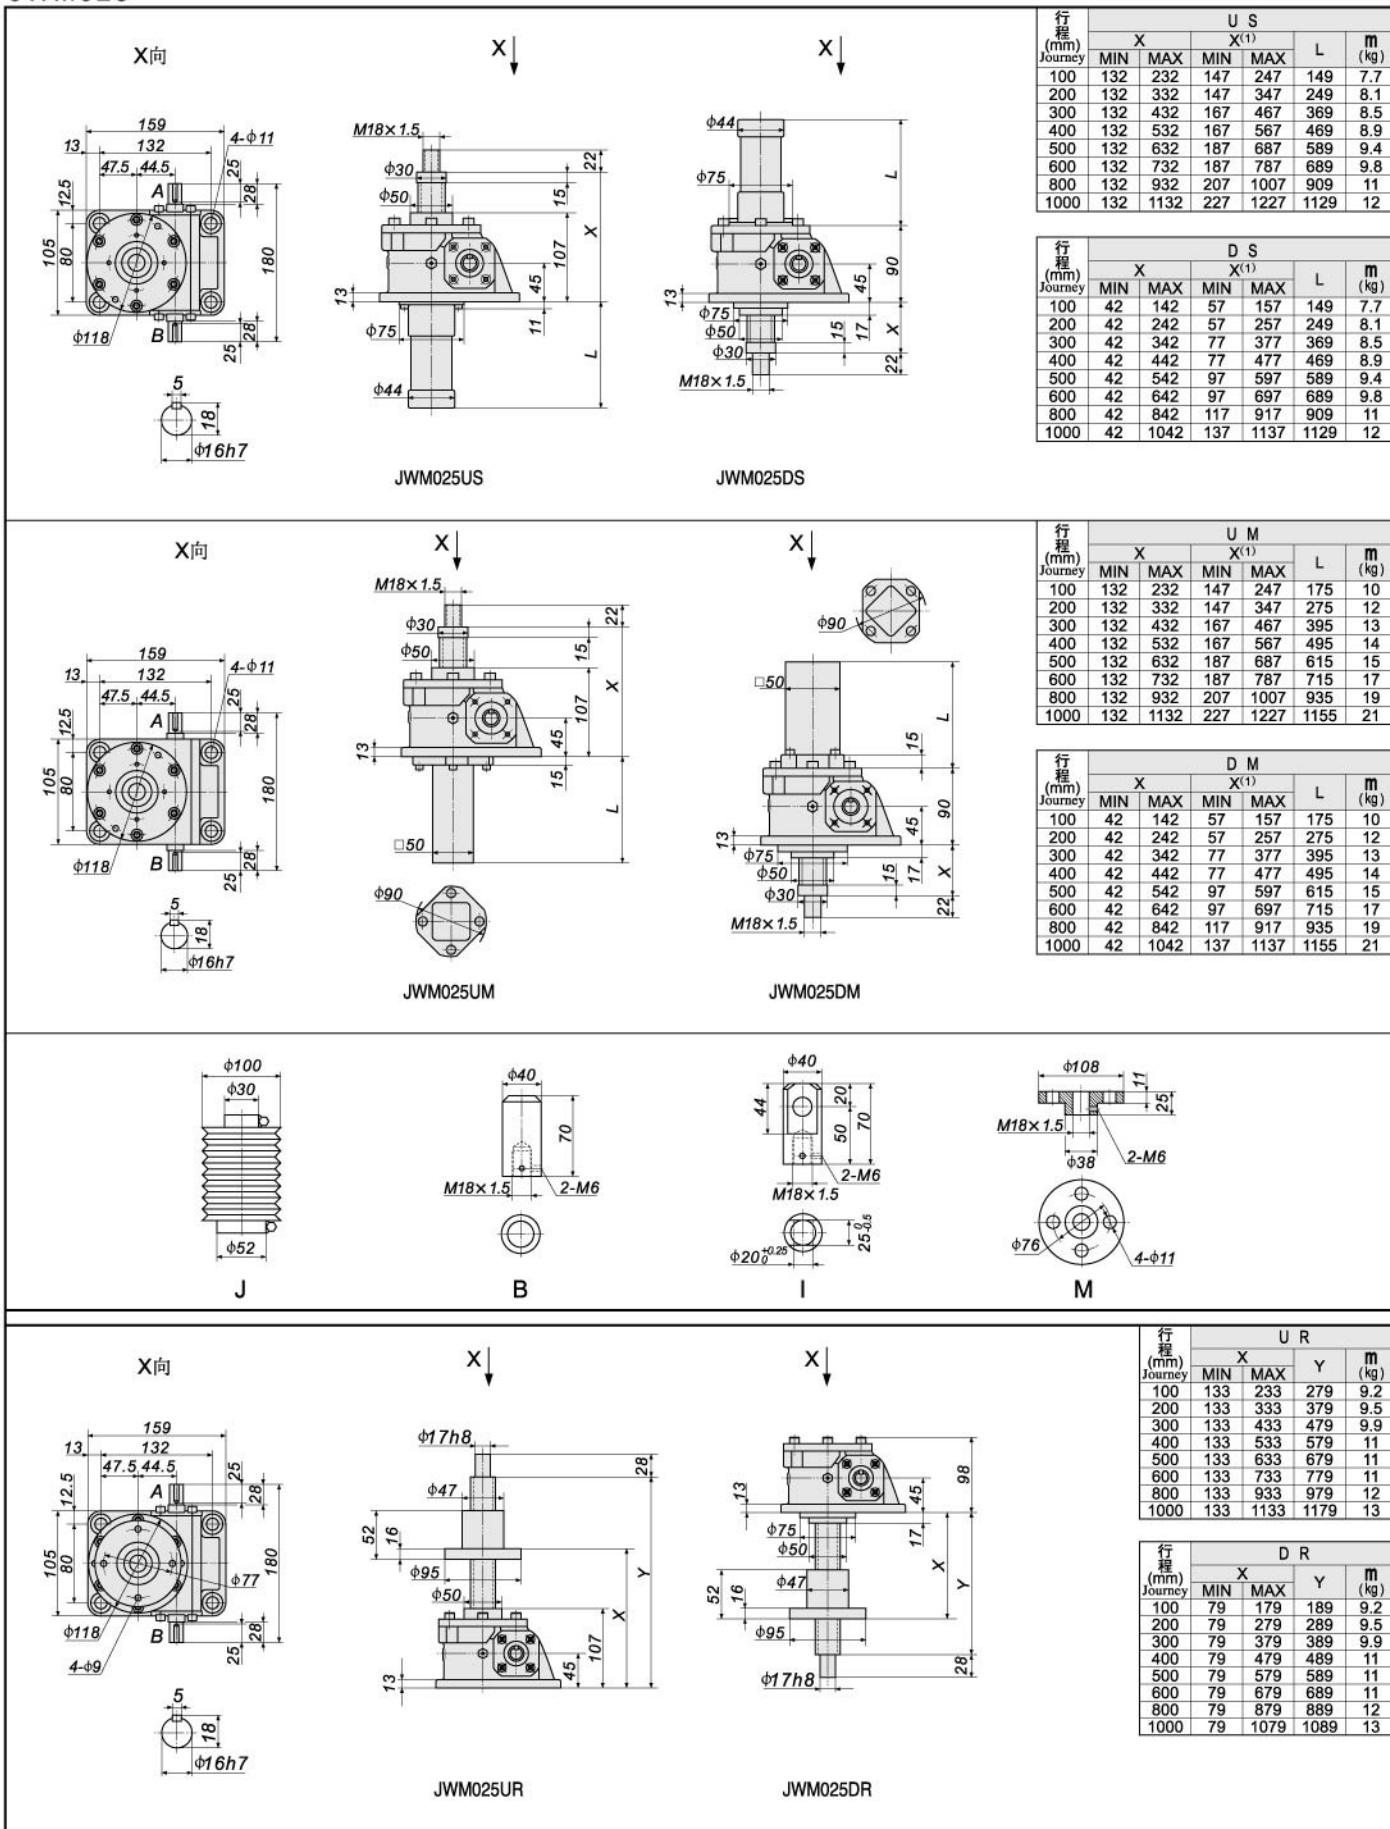 X向
X
X
159
13
132
4-φ11
47.5
44.5
25
28
12.5
A
105
80
180
φ118
B
28
25
5
18
φ16h7
M18×1.5
φ30
φ50
22
15
X
107
45
13
11
φ75
L
φ44
JWM025US
φ44
φ75
L
90
45
13
φ75
φ50
φ30
15
17
X
22
M18×1.5
JWM025DS
行程(mm) Journey U S
X X(1) L m(kg)
MIN MAX MIN MAX
100 132 232 147 247 149 7.7
200 132 332 147 347 249 8.1
300 132 432 167 467 369 8.5
400 132 532 167 567 469 8.9
500 132 632 187 687 589 9.4
600 132 732 187 787 689 9.8
800 132 932 207 1007 909 11
1000 132 1132 227 1227 1129 12
行程(mm) Journey D S
X X(1) L m(kg)
MIN MAX MIN MAX
100 42 142 57 157 149 7.7
200 42 242 57 257 249 8.1
300 42 342 77 377 369 8.5
400 42 442 77 477 469 8.9
500 42 542 97 597 589 9.4
600 42 642 97 697 689 9.8
800 42 842 117 917 909 11
1000 42 1042 137 1137 1129 12
X向
X
X
159
13
132
4-φ11
47.5
44.5
25
28
12.5
A
105
80
180
φ118
B
28
25
5
18
φ16h7
M18×1.5
φ30
φ50
22
15
X
107
45
13
15
L
□50
φ90
JWM025UM
φ90
□50
L
15
90
45
13
φ75
φ50
φ30
15
17
X
22
M18×1.5
JWM025DM
行程(mm) Journey U M
X X(1) L m(kg)
MIN MAX MIN MAX
100 132 232 147 247 175 10
200 132 332 147 347 275 12
300 132 432 167 467 395 13
400 132 532 167 567 495 14
500 132 632 187 687 615 15
600 132 732 187 787 715 17
800 132 932 207 1007 935 19
1000 132 1132 227 1227 1155 21
行程(mm) Journey D M
X X(1) L m(kg)
MIN MAX MIN MAX
100 42 142 57 157 175 10
200 42 242 57 257 275 12
300 42 342 77 377 395 13
400 42 442 77 477 495 14
500 42 542 97 597 615 15
600 42 642 97 697 715 17
800 42 842 117 917 935 19
1000 42 1042 137 1137 1155 21
φ100
φ30
φ52
J
φ40
70
M18×1.5
2-M6
B
φ40
44
20
50
70
2-M6
M18×1.5
25 0 -0.5
φ20 +0.25 0
I
φ108
11
25
M18×1.5
φ38
2-M6
φ76
4-φ11
M
X向
X
X
159
13
132
47.5
44.5
25
28
12.5
A
105
80
180
φ77
φ118
B
28
25
4-φ9
5
18
φ16h7
φ17h8
28
φ47
52
16
φ95
φ50
Y
X
107
45
13
JWM025UR
98
45
13
φ75
φ50
17
X
Y
φ47
52
16
φ95
28
φ17h8
JWM025DR
行程(mm) Journey U R
X Y m(kg)
MIN MAX
100 133 233 279 9.2
200 133 333 379 9.5
300 133 433 479 9.9
400 133 533 579 11
500 133 633 679 11
600 133 733 779 11
800 133 933 979 12
1000 133 1133 1179 13
行程(mm) Journey D R
X Y m(kg)
MIN MAX
100 79 179 189 9.2
200 79 279 289 9.5
300 79 379 389 9.9
400 79 479 489 11
500 79 579 589 11
600 79 679 689 11
800 79 879 889 12
1000 79 1079 1089 13